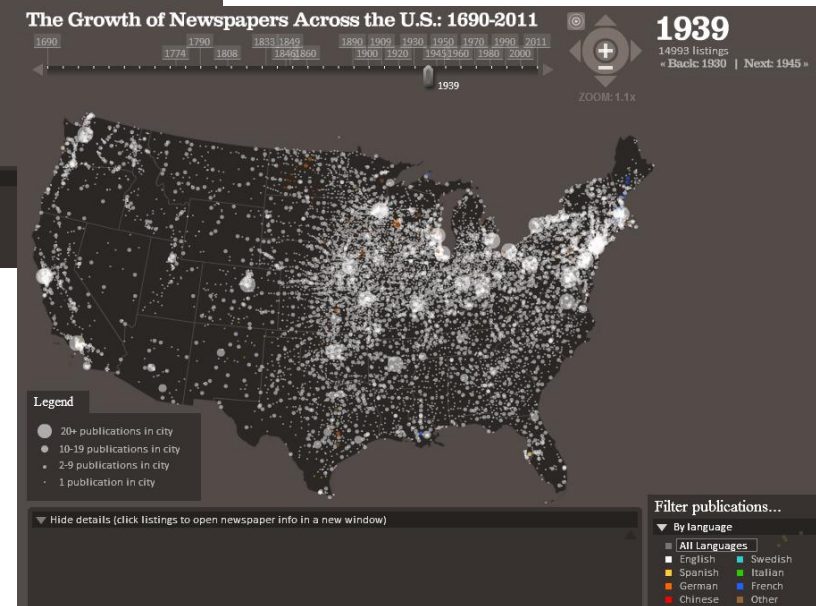 The Growth of Newspapers Across the U.S.: 1690-2011
1690 1790 1833 1849 1890 1909 1930 1950 1970 1990 2011
1774 1808 1846 1860 1900 1920 1945 1960 1980 2000
1939
ZOOM: 1.1x
1939
14993 listings
« Back: 1930 | Next: 1945 »
Legend
20+ publications in city
10-19 publications in city
2-9 publications in city
1 publication in city
Hide details (click listings to open newspaper info in a new window)
Filter publications...
By language
All Languages
English Swedish
Spanish Italian
German French
Chinese Other